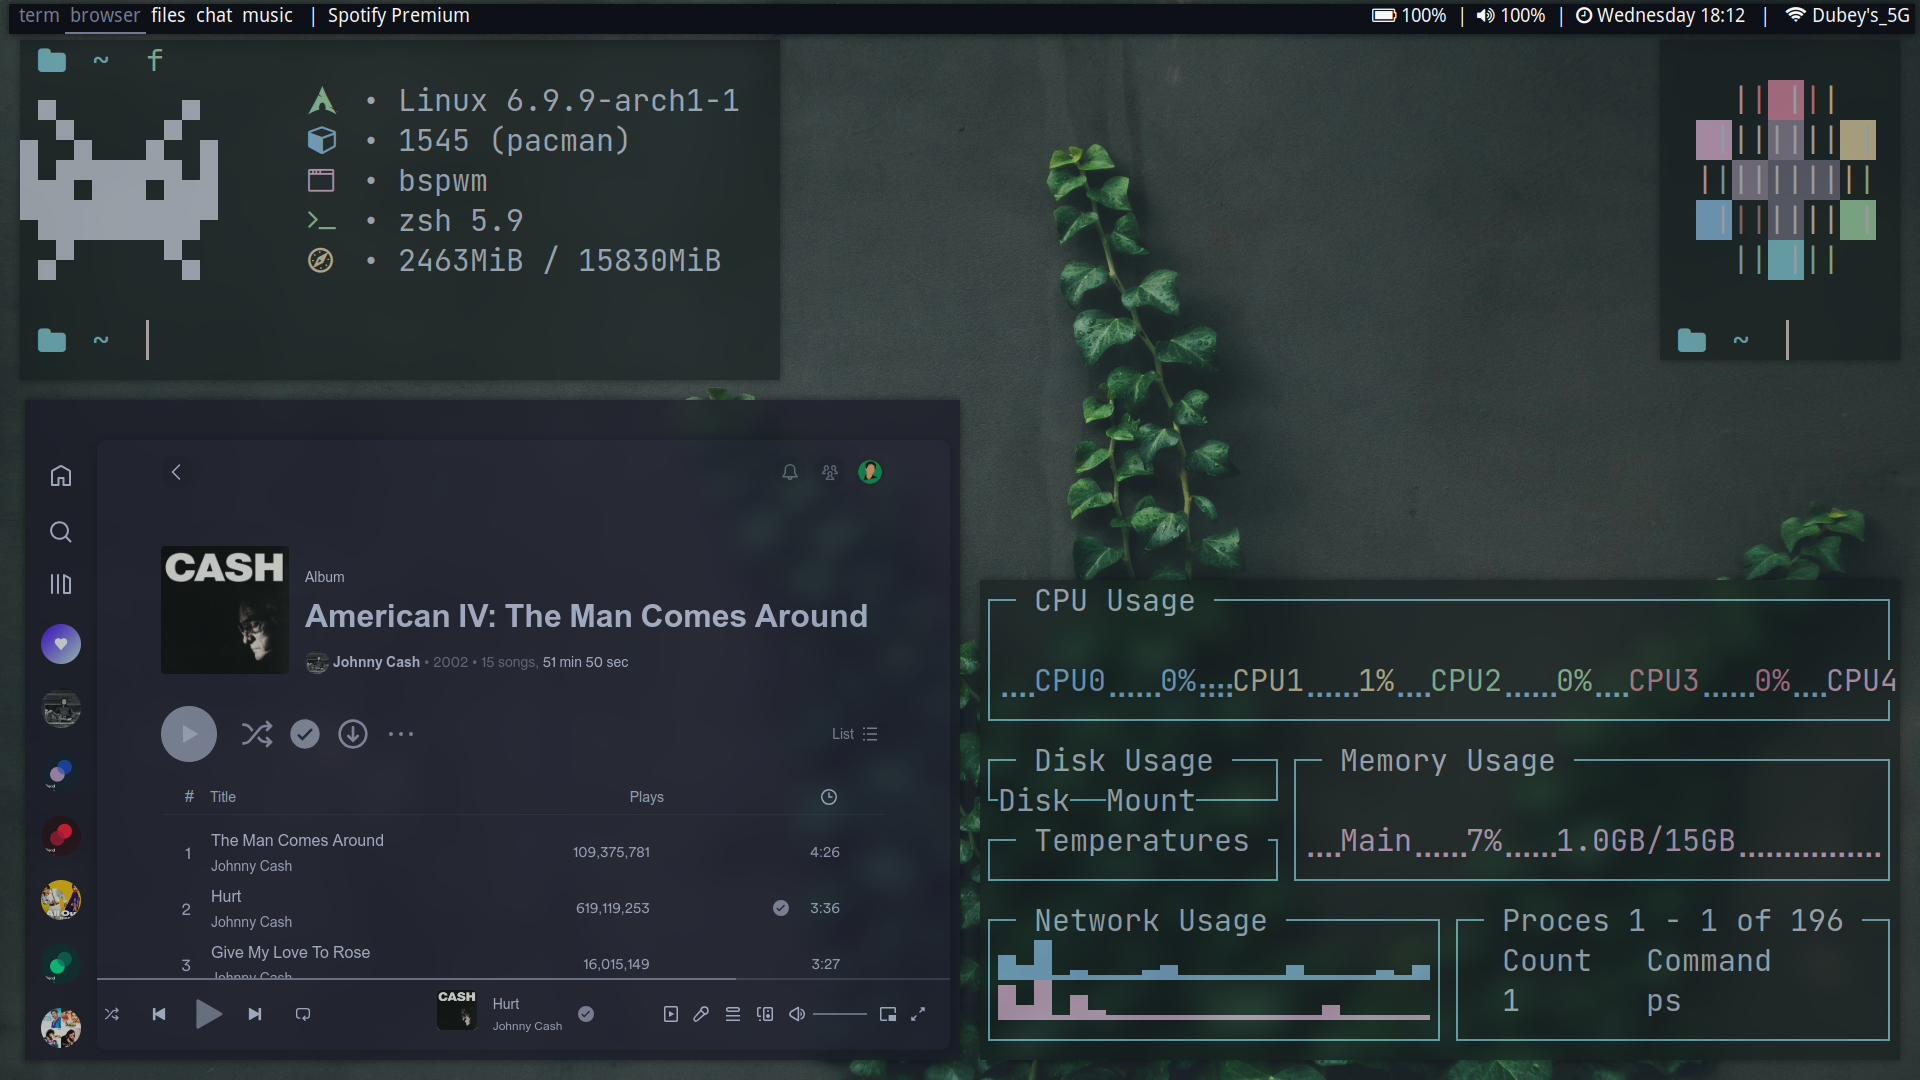 term browser files chat music | Spotify Premium
100% | 100% | Wednesday 18:12 | Dubey's_5G
~ f
• Linux 6.9.9-arch1-1
• 1545 (pacman)
• bspwm
• zsh 5.9
• 2463MiB / 15830MiB
~
~
CASH
Album
American IV: The Man Comes Around
Johnny Cash • 2002 • 15 songs, 51 min 50 sec
List
# Title Plays
1 The Man Comes Around 109,375,781 4:26
Johnny Cash
2 Hurt 619,119,253 3:36
Johnny Cash
3 Give My Love To Rose 16,015,149 3:27
Johnny Cash
CASH
Hurt
Johnny Cash
CPU Usage
....CPU0......0%::::CPU1......1%....CPU2......0%....CPU3......0%....CPU4
Disk Usage
Disk Mount
Temperatures
Memory Usage
....Main......7%......1.0GB/15GB................
Network Usage
Proces 1 - 1 of 196
Count Command
1 ps